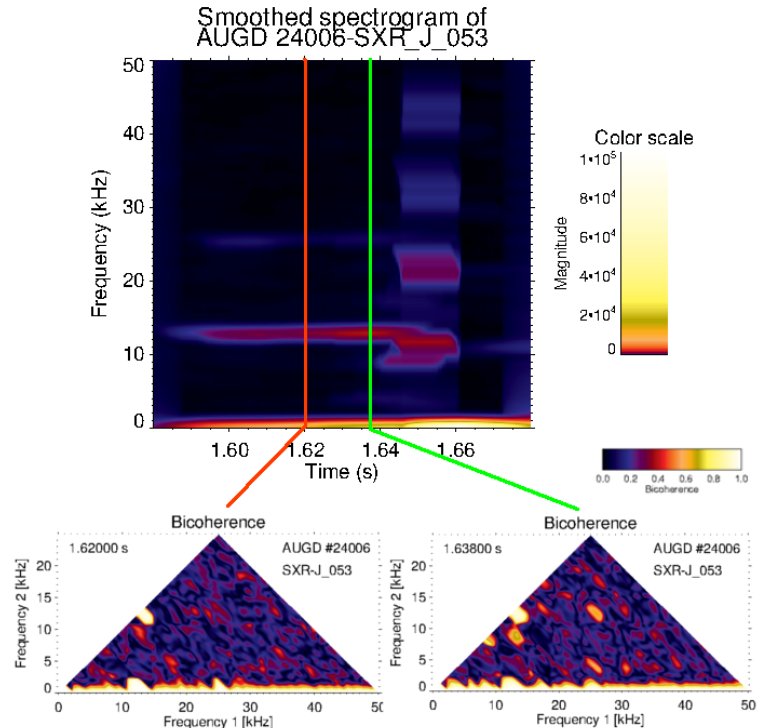 Smoothed spectrogram of
AUGD 24006-SXR_J_053
50
40
30
20
10
0
Frequency (kHz)
1.60 1.62 1.64 1.66
Time (s)
Color scale
1•10⁵
8•10⁴
6•10⁴
4•10⁴
2•10⁴
0
Magnitude
0.0 0.2 0.4 0.6 0.8 1.0
Bicoherence
Bicoherence
1.62000 s AUGD #24006
SXR-J_053
20
15
10
5
0
Frequency 2 [kHz]
0 10 20 30 40 50
Frequency 1 [kHz]
Bicoherence
1.63800 s AUGD #24006
SXR-J_053
20
15
10
5
0
Frequency 2 [kHz]
0 10 20 30 40 50
Frequency 1 [kHz]